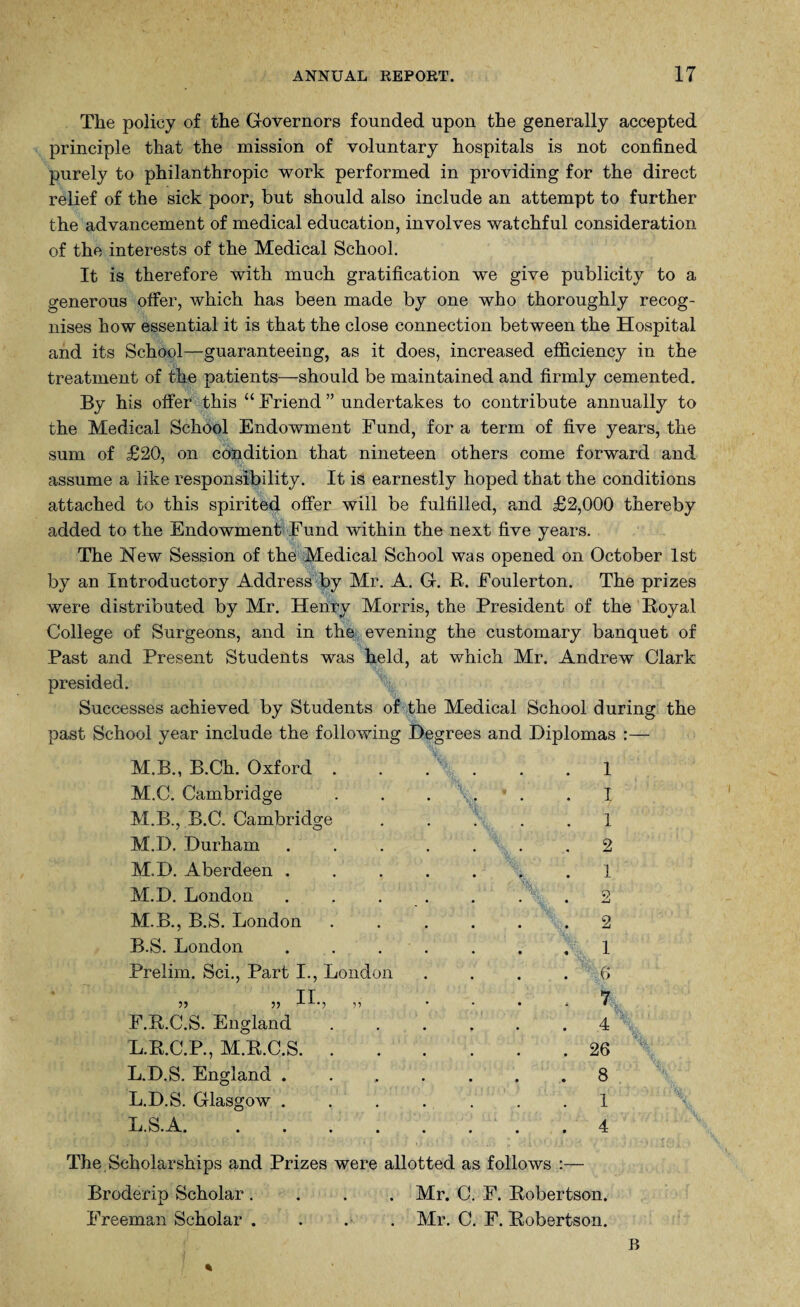 ANNUAL REPORT. 17
The policy of the Governors founded upon the generally accepted
principle that the mission of voluntary hospitals is not confined
purely to philanthropic work performed in providing for the direct
relief of the sick poor, but should also include an attempt to further
the advancement of medical education, involves watchful consideration
of the interests of the Medical School.
It is therefore with much gratification we give publicity to a
generous offer, which has been made by one who thoroughly recog-
nises how essential it is that the close connection between the Hospital
and its School—guaranteeing, as it does, increased efficiency in the
treatment of the patients—should be maintained and firmly cemented.
By his offer this “Friend” undertakes to contribute annually to
the Medical School Endowment Fund, for a term of five years, the
sum of £20, on condition that nineteen others come forward and
assume a like responsibility. It is earnestly hoped that the conditions
attached to this spirited offer will be fulfilled, and £2,000 thereby
added to the Endowment Fund within the next five years.
The New Session of the Medical School was opened on October 1st
by an Introductory Address by Mr. A. G. R. Foulerton. The prizes
were distributed by Mr. Henry Morris, the President of the Royal
College of Surgeons, and in the evening the customary banquet of
Past and Present Students was held, at which Mr. Andrew Clark
presided.
Successes achieved by Students of the Medical School during the
past School year include the following Degrees and Diplomas :—
M.B., B.Ch. Oxford . . . . . . 1
M.C. Cambridge . . . . . . 1
M.B., B.C. Cambridge . . . . . 1
M.D. Durham . . . . . . . 2
M.D. Aberdeen . . . . . . . 1
M.D. London . . . . . . . 2
M.B., B.S. London . . . . . . 2
B.S. London . . . . . . . 1
Prelim. Sci., Part I., London . . . . 6
„ „ II., „ . . . . 7
F.R.C.S. England . . . . . . 4
L.R.C.P., M.R.C.S. . . . . . . 26
L.D.S. England . . . . . . . 8
L.D.S. Glasgow . . . . . . . 1
L.S.A. . . . . . . . . 4
The Scholarships and Prizes were allotted as follows :—
Broderip Scholar . . . . Mr. C. F. Robertson.
Freeman Scholar . . . . Mr. C. F. Robertson.
B